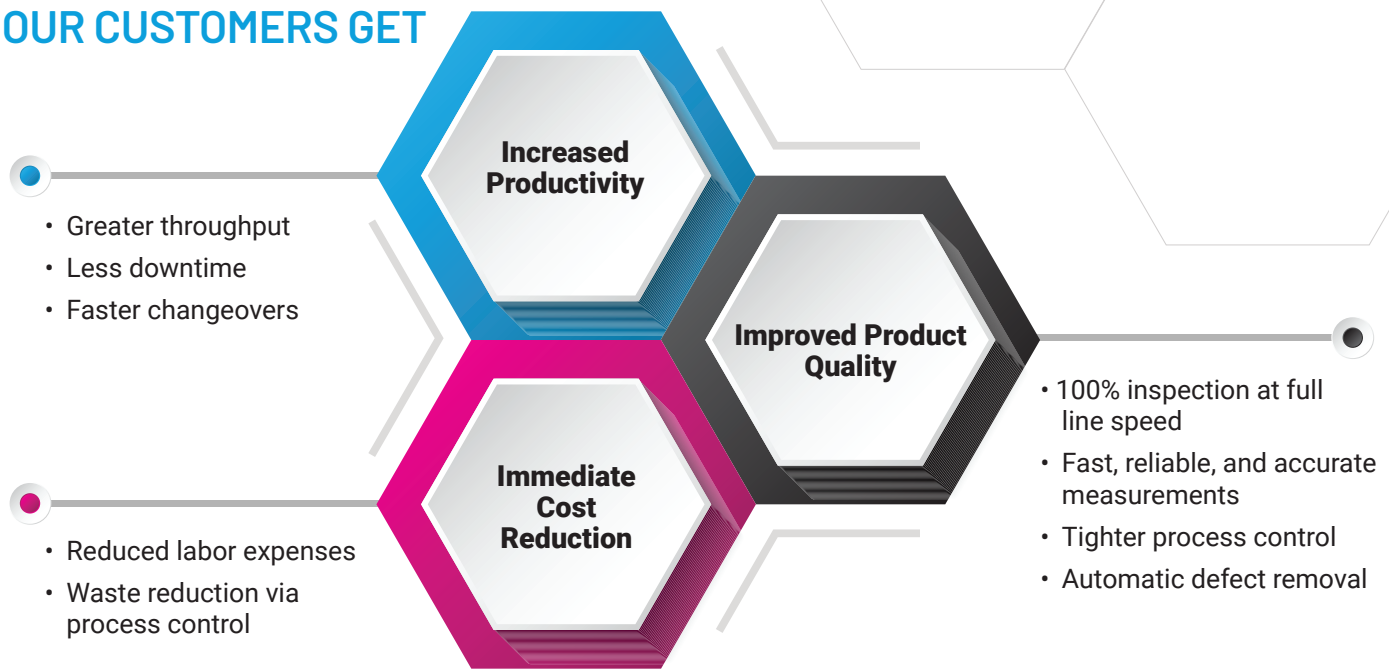 OUR CUSTOMERS GET
Increased
Productivity
• Greater throughput
• Less downtime
• Faster changeovers
Improved Product
Quality
• 100% inspection at full
line speed
• Fast, reliable, and accurate
measurements
• Tighter process control
• Automatic defect removal
Immediate
Cost
Reduction
• Reduced labor expenses
• Waste reduction via
process control